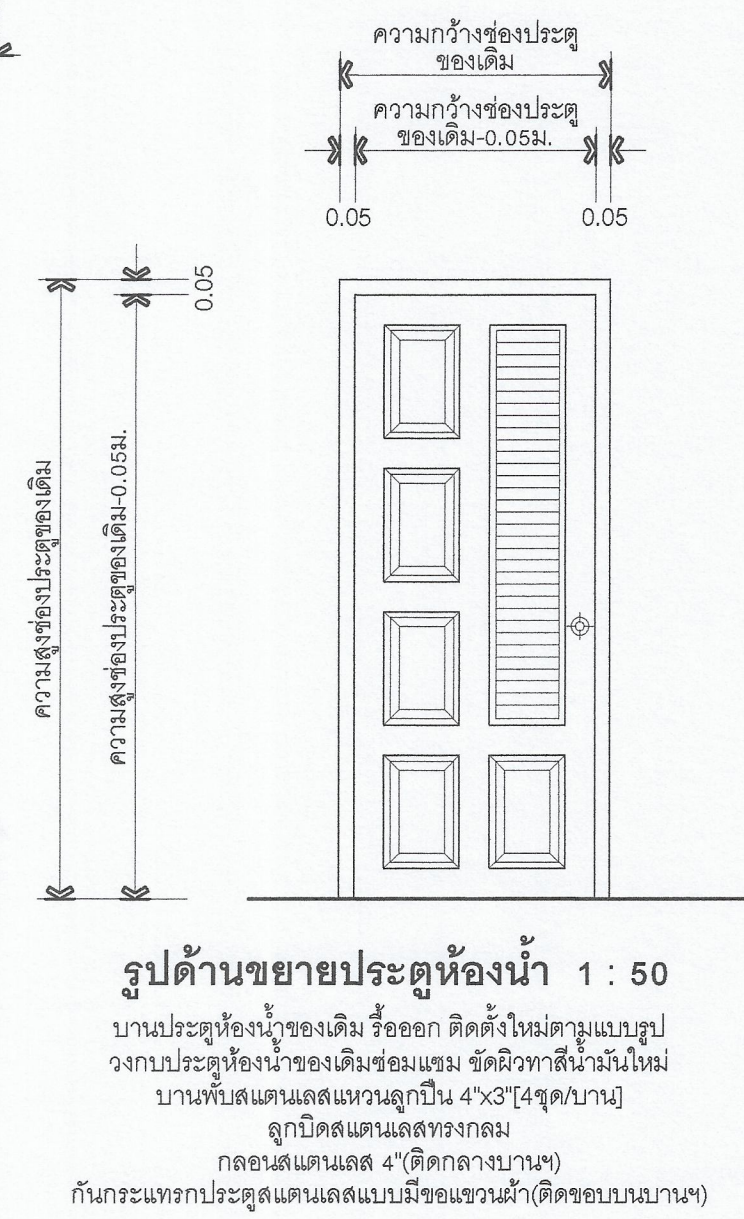 ความกว้างช่องประตู
ของเดิม
ความกว้างช่องประตู
ของเดิม-0.05ม.
0.05
0.05
0.05
ความสูงช่องประตูของเดิม
ความสูงช่องประตูของเดิม-0.05ม.
รูปด้านขยายประตูห้องน้ำ 1 : 50
บานประตูห้องน้ำของเดิม รื้อออก ติดตั้งใหม่ตามแบบรูป
วงกบประตูห้องน้ำของเดิมซ่อมแซม ขัดผิวทาสีน้ำมันใหม่
บานพับสแตนเลสแหวนลูกปืน 4"x3"[4ชุด/บาน]
ลูกบิดสแตนเลสทรงกลม
กลอนสแตนเลส 4"(ติดกลางบานฯ)
กันกระแทรกประตูสแตนเลสแบบมีขอแขวนผ้า(ติดขอบบนบานฯ)